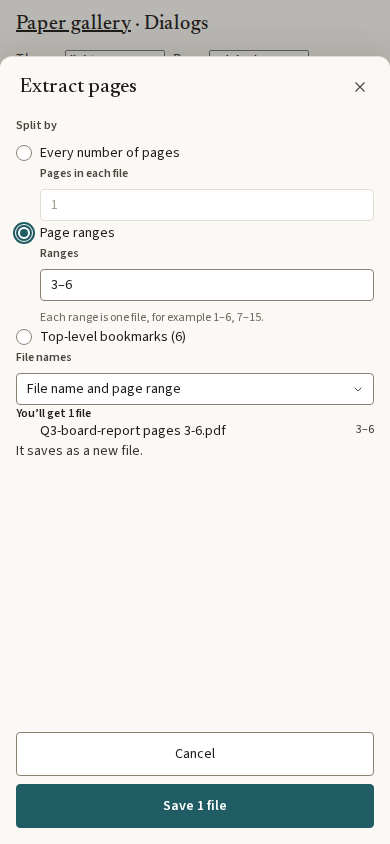 Paper gallery · Dialogs
Extract pages
Split by
Every number of pages
Pages in each file
1
Page ranges
Ranges
3–6
Each range is one file, for example 1–6, 7–15.
Top-level bookmarks (6)
File names
File name and page range
You’ll get 1 file
Q3-board-report pages 3-6.pdf 3–6
It saves as a new file.
Cancel
Save 1 file